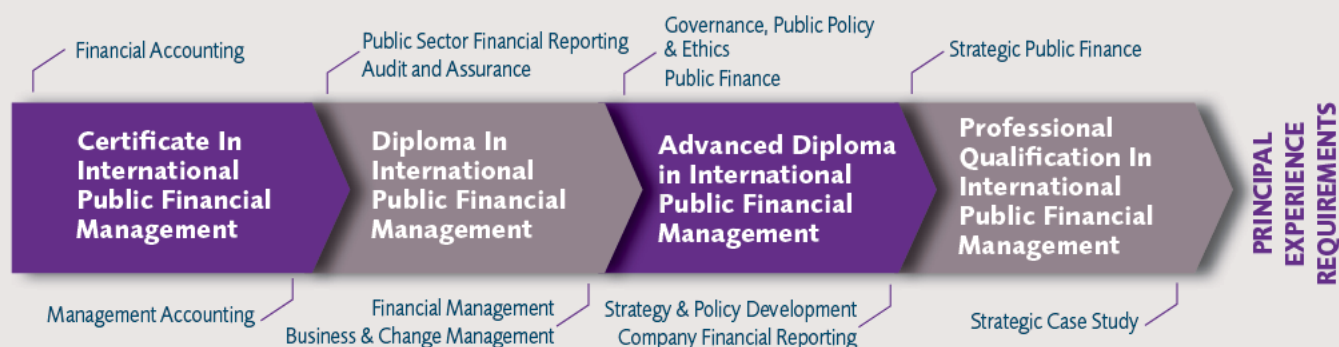 Financial Accounting
Public Sector Financial Reporting
Audit and Assurance
Governance, Public Policy
& Ethics
Public Finance
Strategic Public Finance
Certificate In
International
Public Financial
Management
Diploma In
International
Public Financial
Management
Advanced Diploma
in International
Public Financial
Management
Professional
Qualification In
International
Public Financial
Management
PRINCIPAL
EXPERIENCE
REQUIREMENTS
Management Accounting
Financial Management
Business & Change Management
Strategy & Policy Development
Company Financial Reporting
Strategic Case Study